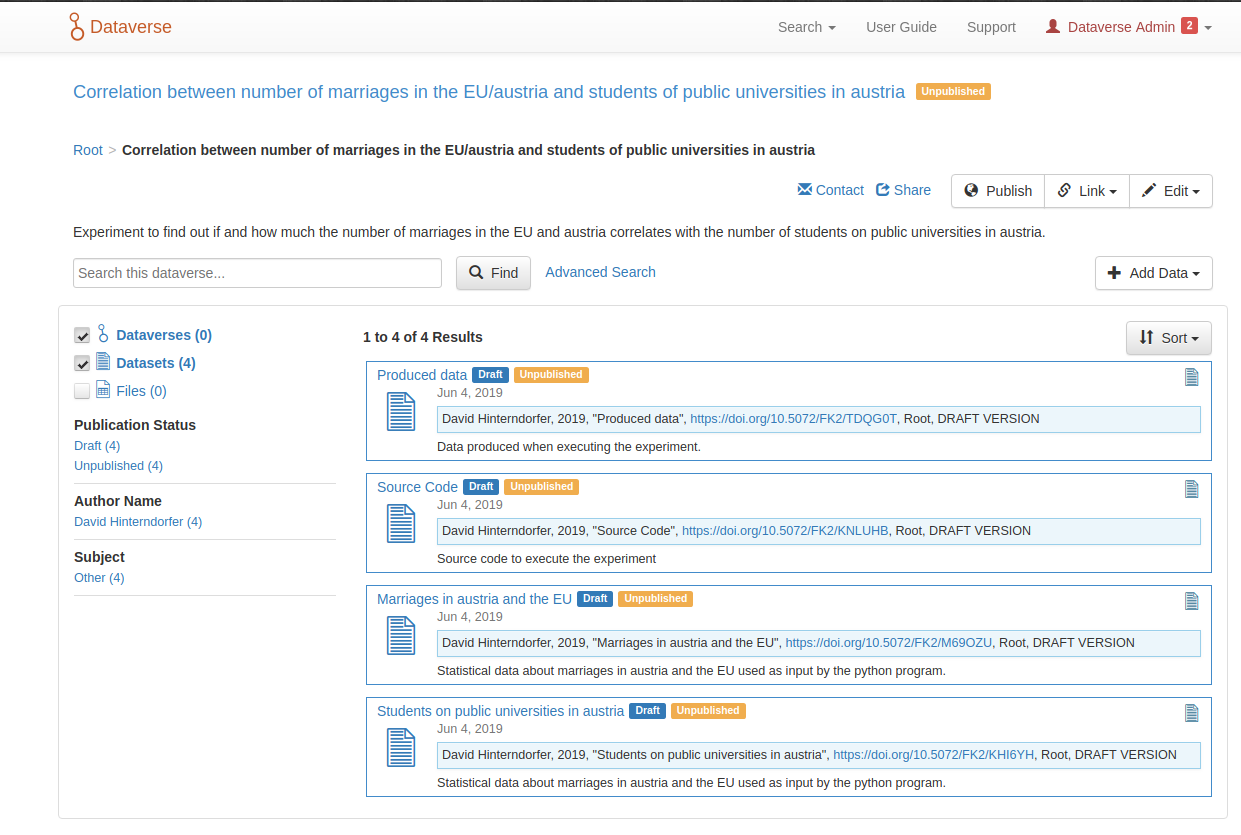 Dataverse
Search
User Guide
Support
Dataverse Admin 2
Correlation between number of marriages in the EU/austria and students of public universities in austria Unpublished
Root > Correlation between number of marriages in the EU/austria and students of public universities in austria
Contact Share Publish Link Edit
Experiment to find out if and how much the number of marriages in the EU and austria correlates with the number of students on public universities in austria.
Search this dataverse... Find Advanced Search Add Data
Dataverses (0)
Datasets (4)
Files (0)
Publication Status
Draft (4)
Unpublished (4)
Author Name
David Hinterndorfer (4)
Subject
Other (4)
1 to 4 of 4 Results Sort
Produced data Draft Unpublished
Jun 4, 2019
David Hinterndorfer, 2019, "Produced data", https://doi.org/10.5072/FK2/TDQG0T, Root, DRAFT VERSION
Data produced when executing the experiment.
Source Code Draft Unpublished
Jun 4, 2019
David Hinterndorfer, 2019, "Source Code", https://doi.org/10.5072/FK2/KNLUHB, Root, DRAFT VERSION
Source code to execute the experiment
Marriages in austria and the EU Draft Unpublished
Jun 4, 2019
David Hinterndorfer, 2019, "Marriages in austria and the EU", https://doi.org/10.5072/FK2/M69OZU, Root, DRAFT VERSION
Statistical data about marriages in austria and the EU used as input by the python program.
Students on public universities in austria Draft Unpublished
Jun 4, 2019
David Hinterndorfer, 2019, "Students on public universities in austria", https://doi.org/10.5072/FK2/KHI6YH, Root, DRAFT VERSION
Statistical data about marriages in austria and the EU used as input by the python program.